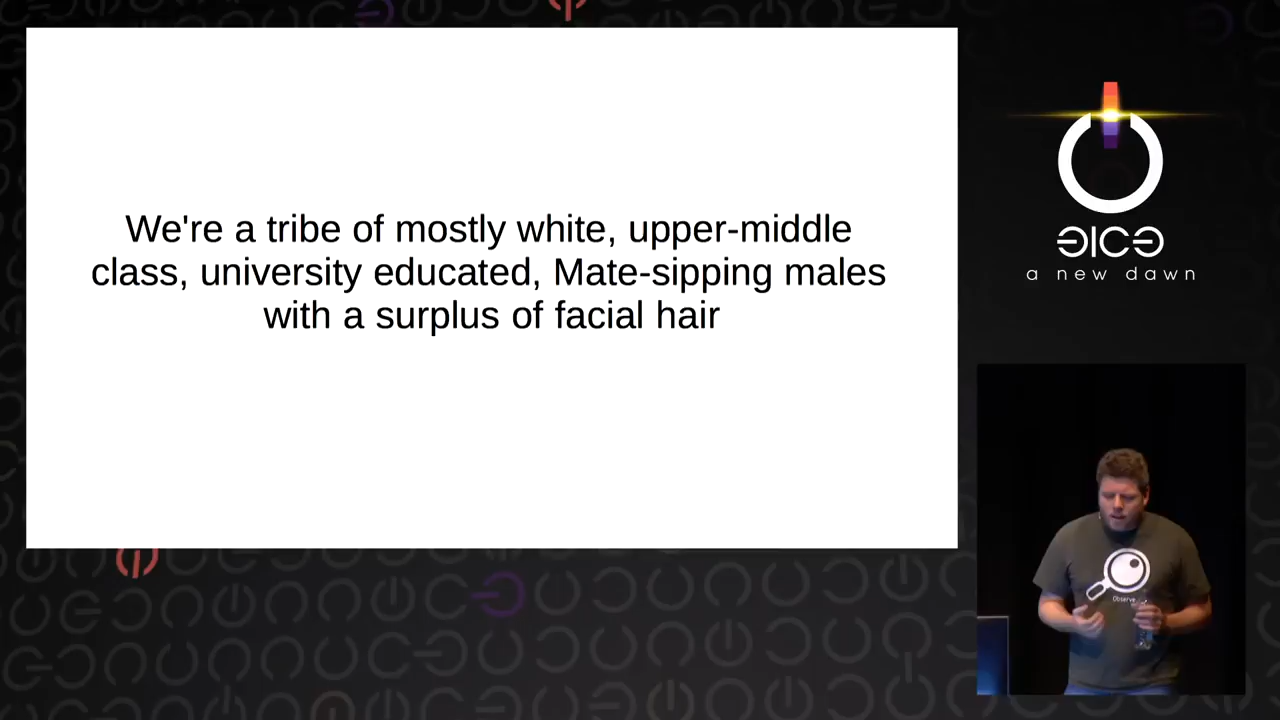 We're a tribe of mostly white, upper-middle
class, university educated, Mate-sipping males
with a surplus of facial hair
a new dawn
Observe